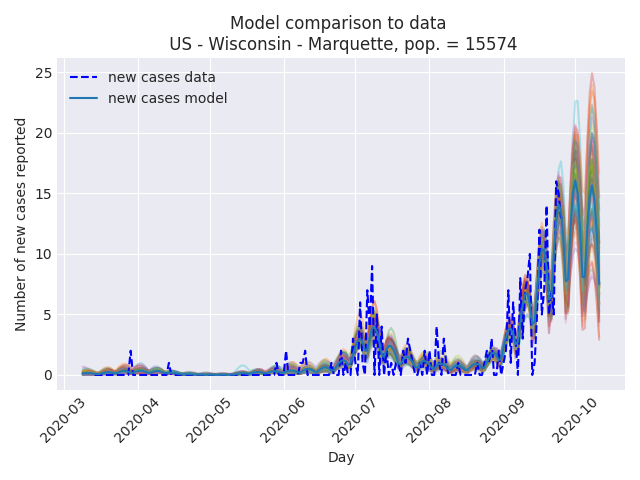 Model comparison to data
US - Wisconsin - Marquette, pop. = 15574
new cases data
new cases model
Number of new cases reported
25
20
15
10
5
0
2020-03
2020-04
2020-05
2020-06
2020-07
2020-08
2020-09
2020-10
Day